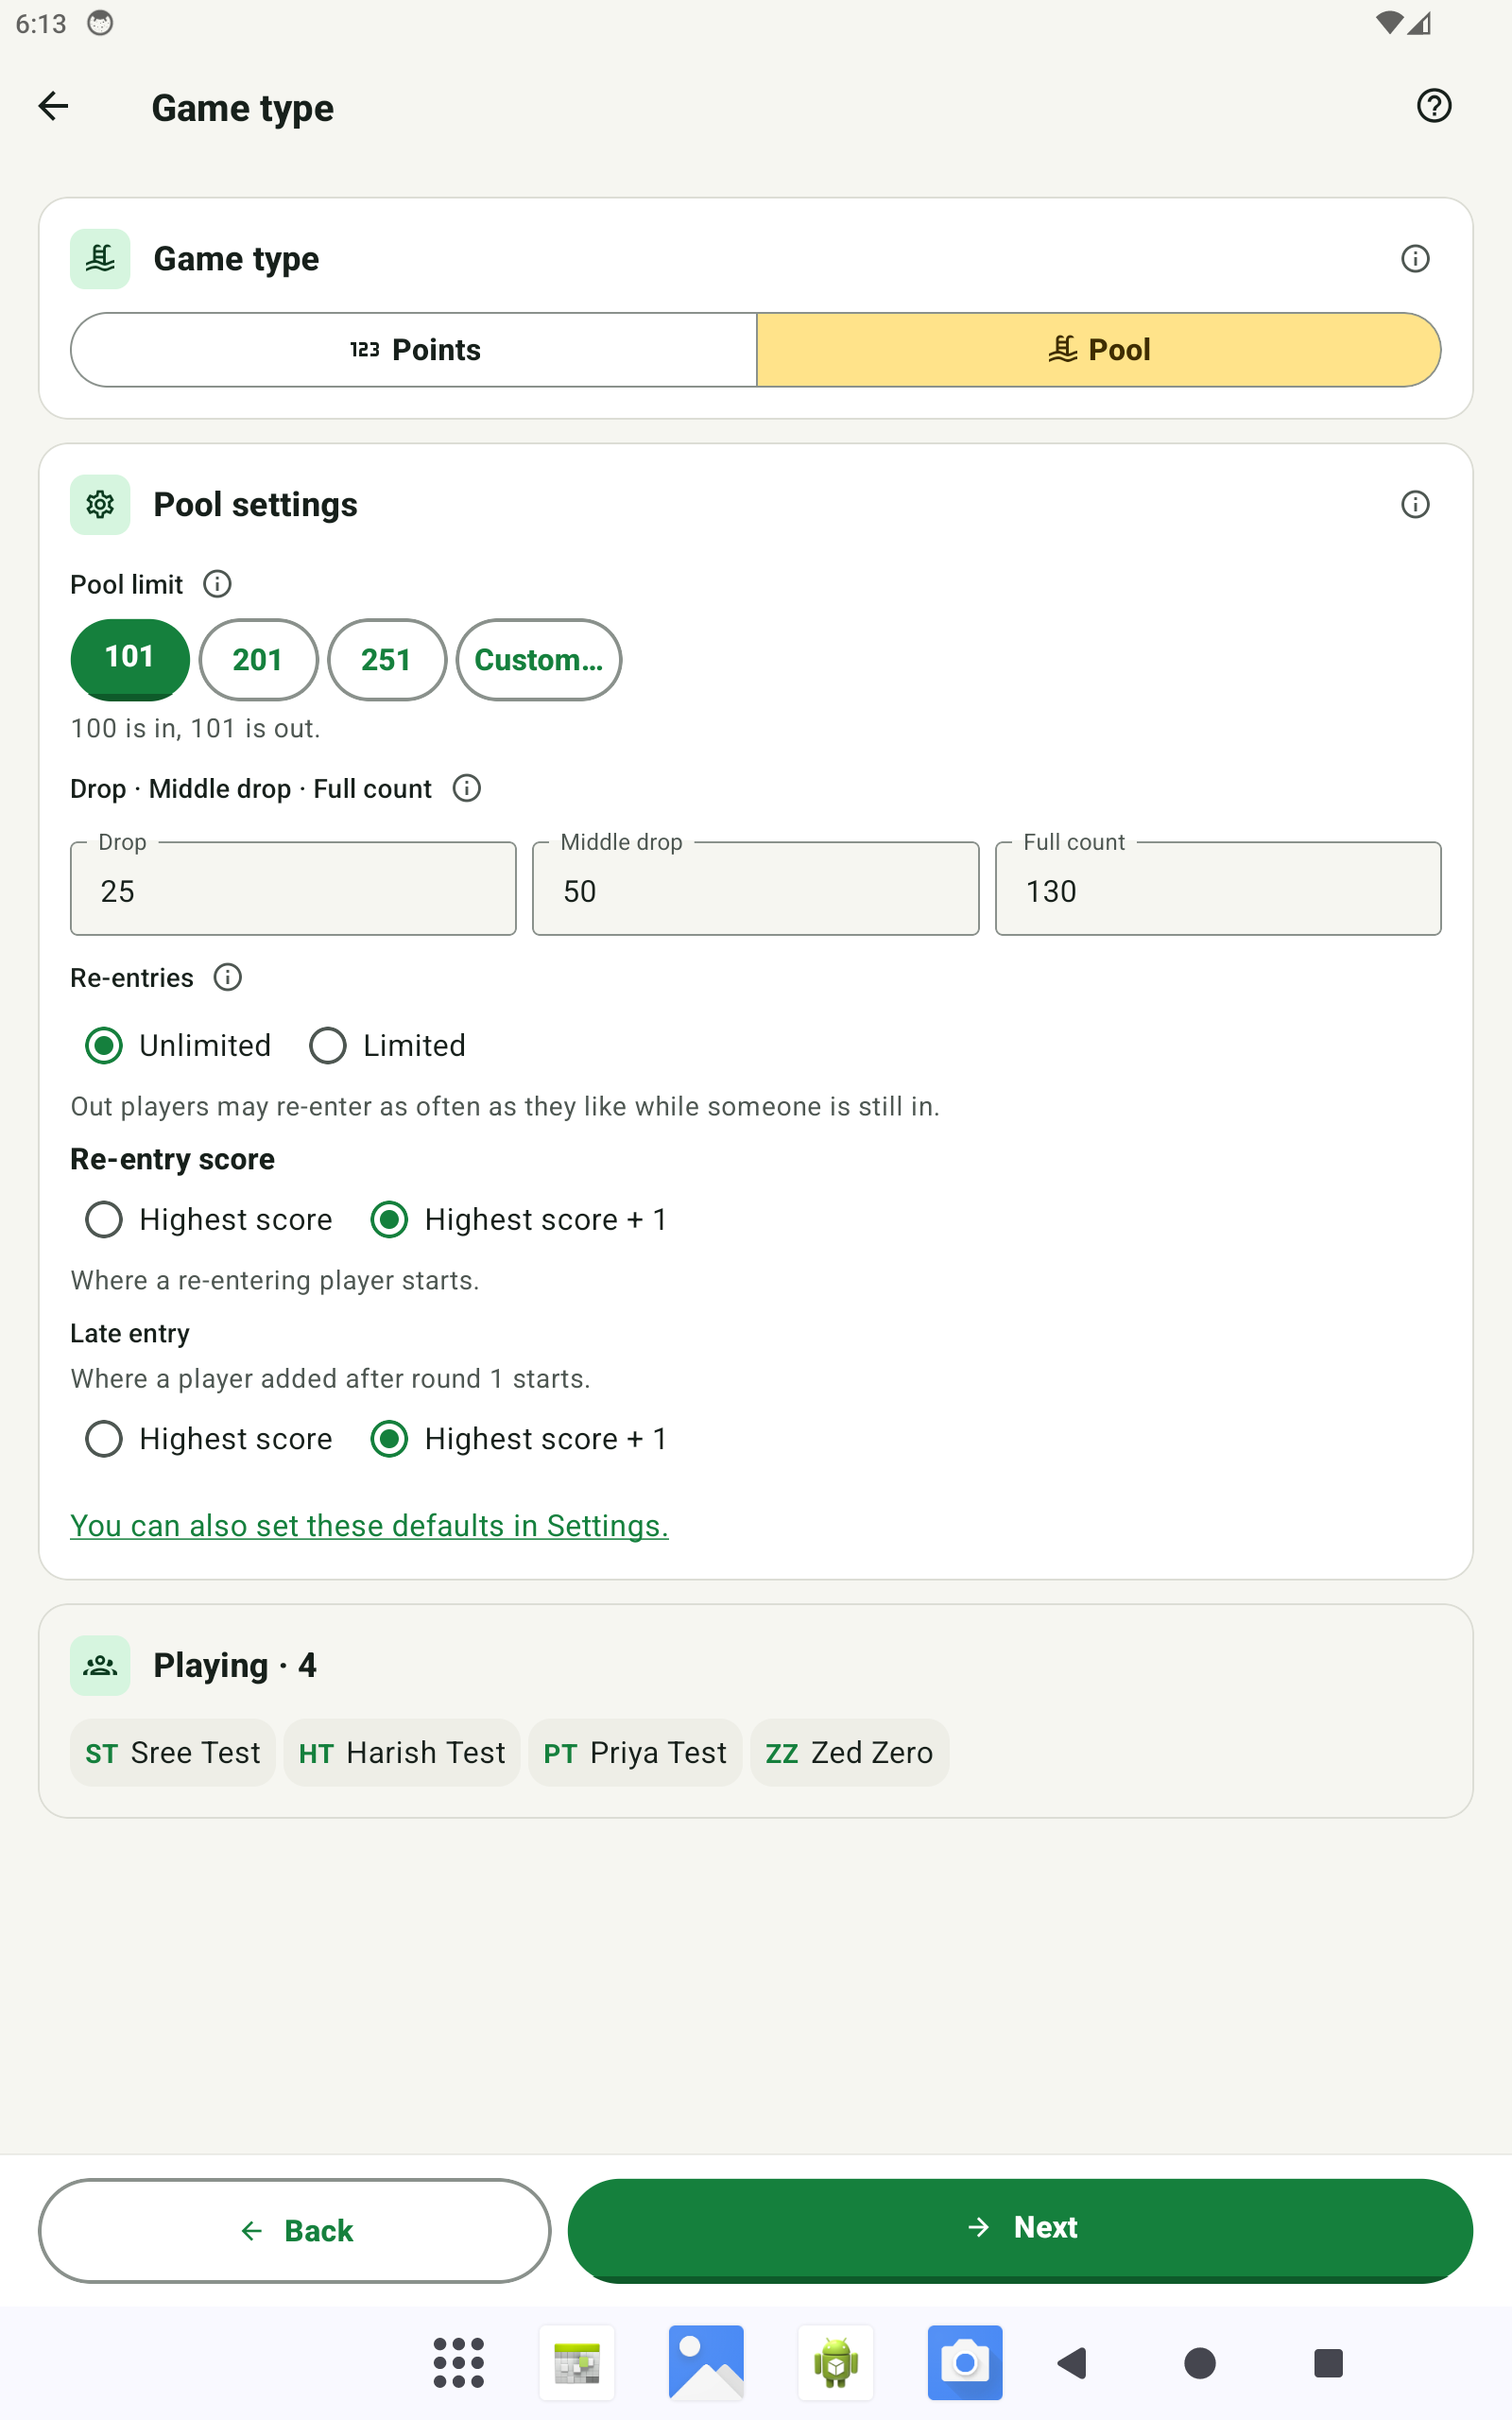 6:13
Game type
Game type
123 Points
Pool
Pool settings
Pool limit
101 201 251 Custom...
100 is in, 101 is out.
Drop · Middle drop · Full count
Drop Middle drop Full count
25 50 130
Re-entries
Unlimited Limited
Out players may re-enter as often as they like while someone is still in.
Re-entry score
Highest score Highest score + 1
Where a re-entering player starts.
Late entry
Where a player added after round 1 starts.
Highest score Highest score + 1
You can also set these defaults in Settings.
Playing · 4
ST Sree Test HT Harish Test PT Priya Test ZZ Zed Zero
Back Next